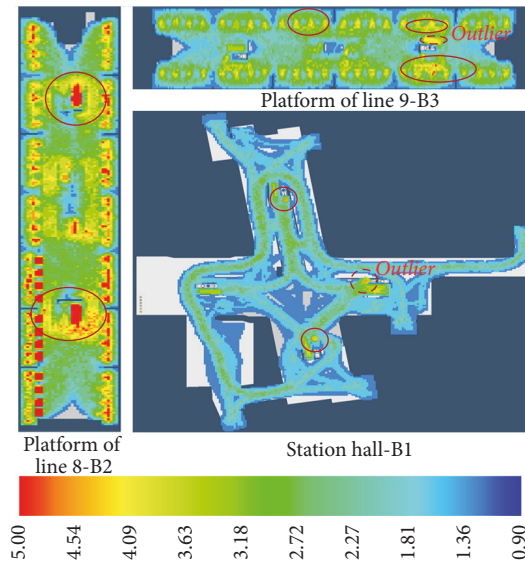 Outlier
Platform of line 9-B3
Outlier
Platform of
line 8-B2
Station hall-B1
5.00
4.54
4.09
3.63
3.18
2.72
2.27
1.81
1.36
0.90